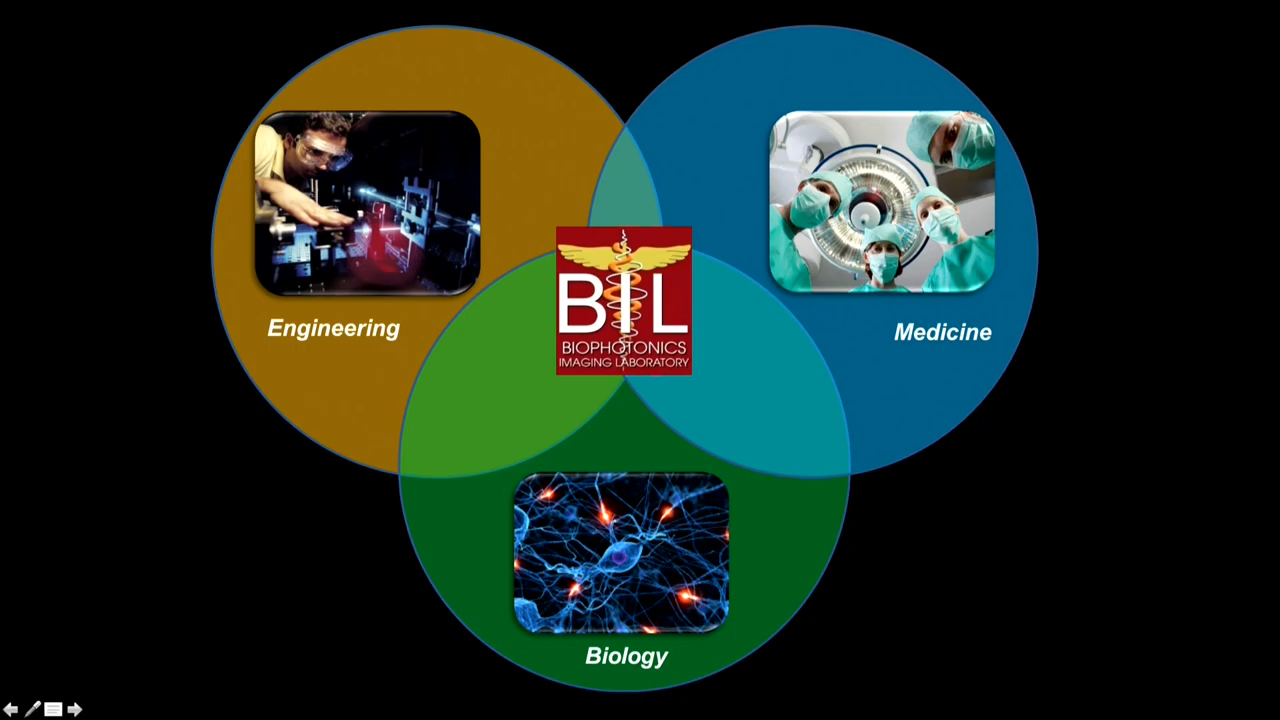 BIL
BIOPHOTONICS
IMAGING LABORATORY
Engineering
Medicine
Biology